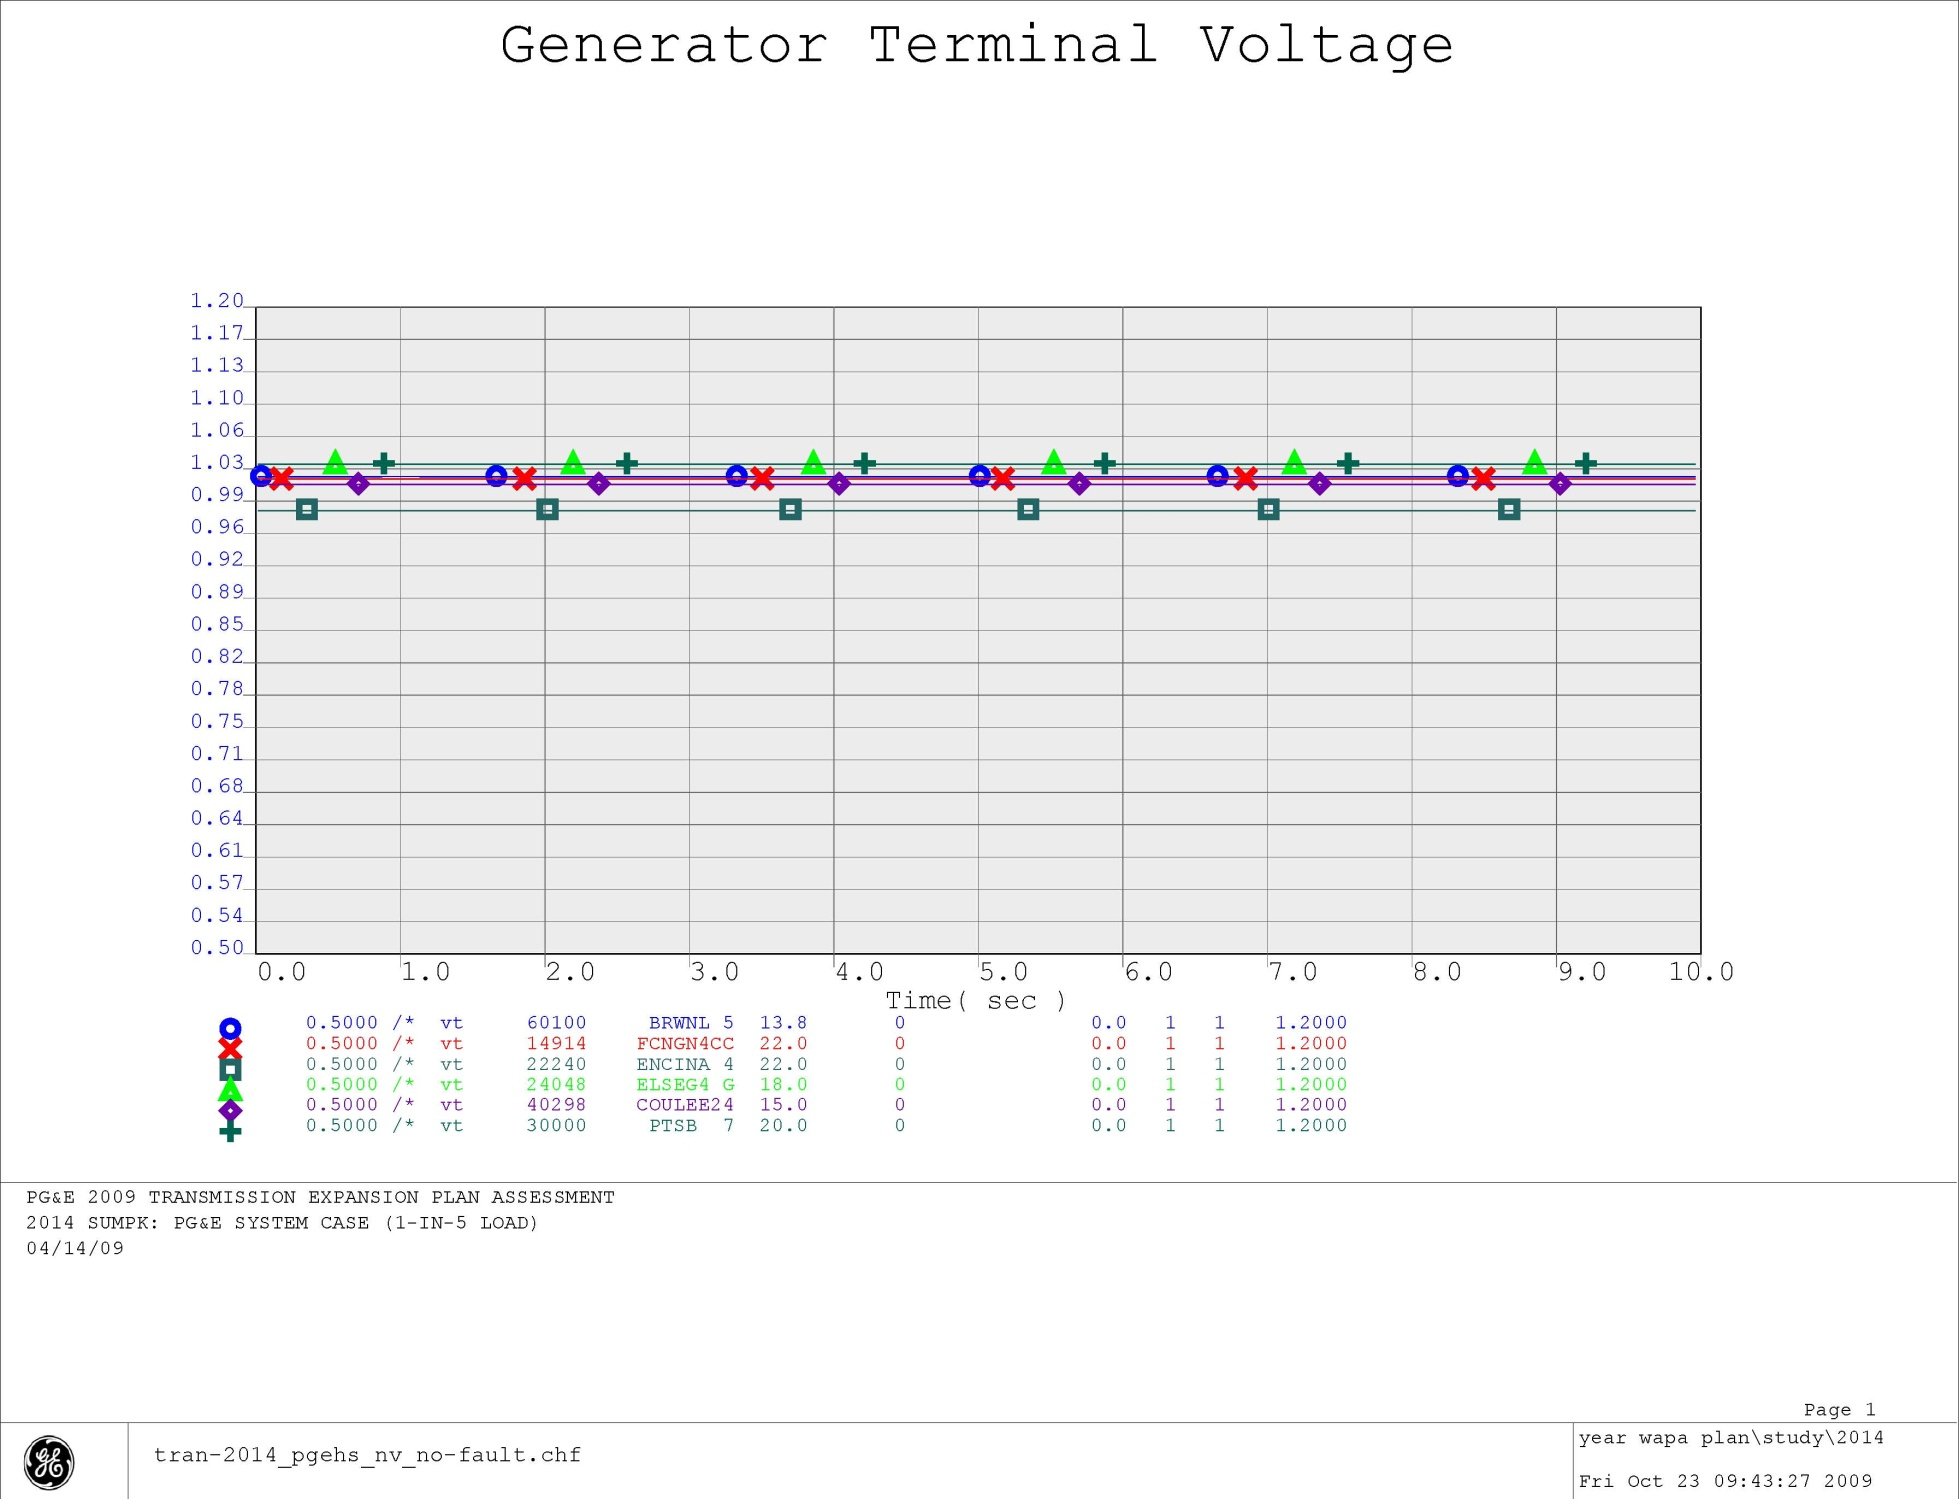 Generator Terminal Voltage
1.20
1.17
1.13
1.10
1.06
1.03
0.99
0.96
0.92
0.89
0.85
0.82
0.78
0.75
0.71
0.68
0.64
0.61
0.57
0.54
0.50
0.0 1.0 2.0 3.0 4.0 5.0 6.0 7.0 8.0 9.0 10.0
Time( sec )
0.5000 /* vt 60100 BRWNL 5 13.8 0 0.0 1 1 1.2000
0.5000 /* vt 14914 FCNGN4CC 22.0 0 0.0 1 1 1.2000
0.5000 /* vt 22240 ENCINA 4 22.0 0 0.0 1 1 1.2000
0.5000 /* vt 24048 ELSEG4 G 18.0 0 0.0 1 1 1.2000
0.5000 /* vt 40298 COULEE24 15.0 0 0.0 1 1 1.2000
0.5000 /* vt 30000 PTSB 7 20.0 0 0.0 1 1 1.2000
PG&E 2009 TRANSMISSION EXPANSION PLAN ASSESSMENT
2014 SUMPK: PG&E SYSTEM CASE (1-IN-5 LOAD)
04/14/09
Page 1
GE
tran-2014_pgehs_nv_no-fault.chf
year wapa plan\study\2014
Fri Oct 23 09:43:27 2009